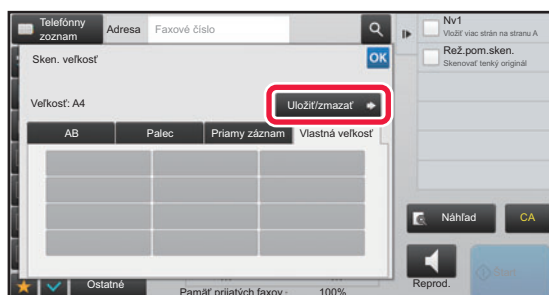 Telefónny
zoznam
Adresa
Faxové číslo
Nv1
Vložiť viac strán na stranu A
Rež.pom.sken.
Skenovať tenký originál
Sken. veľkosť
OK
Veľkosť: A4
Uložiť/zmazať
AB
Palec
Priamy záznam
Vlastná veľkosť
Náhľad
CA
Ostatné
Pamäť prijatých faxov :
100%
Reprod.
Štart